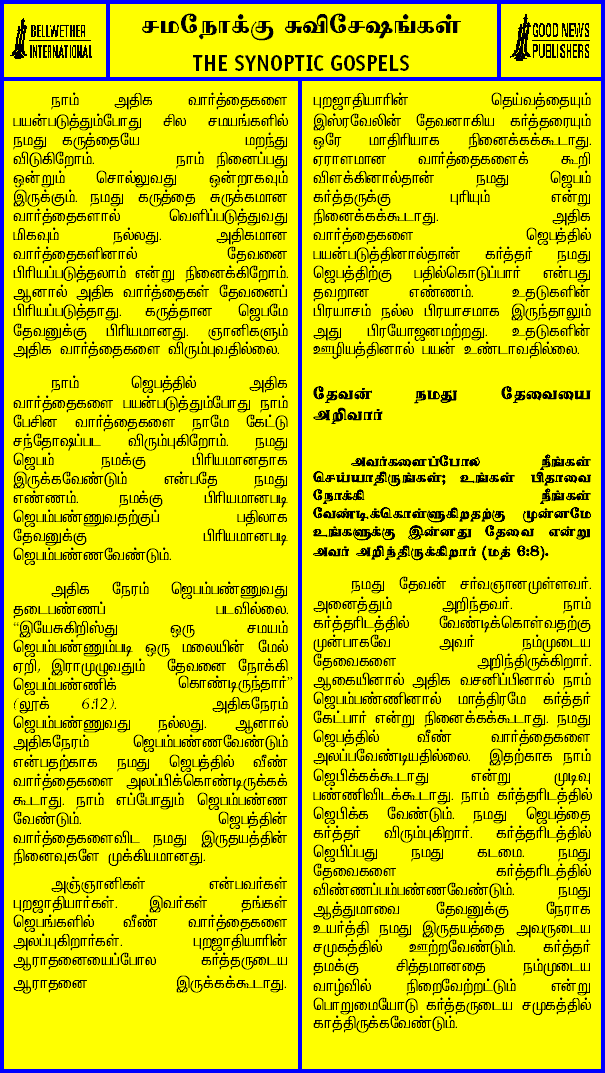 BELLWETHER
INTERNATIONAL
சமநோக்கு சுவிசேஷங்கள்
THE SYNOPTIC GOSPELS
GOOD NEWS
PUBLISHERS
நாம் அதிக வார்த்தைகளை
பயன்படுத்தும்போது சில சமயங்களில்
நமது கருத்தையே மறந்து
விடுகிறோம். நாம் நினைப்பது
ஒன்றும் சொல்லுவது ஒன்றாகவும்
இருக்கும். நமது கருத்தை சுருக்கமான
வார்த்தைகளால் வெளிப்படுத்துவது
மிகவும் நல்லது. அதிகமான
வார்த்தைகளினால் தேவனை
பிரியப்படுத்தலாம் என்று நினைக்கிறோம்.
ஆனால் அதிக வார்த்தைகள் தேவனைப்
பிரியப்படுத்தாது. கருத்தான ஜெபமே
தேவனுக்கு பிரியமானது. ஞானிகளும்
அதிக வார்த்தைகளை விரும்புவதில்லை.
நாம் ஜெபத்தில் அதிக
வார்த்தைகளை பயன்படுத்தும்போது நாம்
பேசின வார்த்தைகளை நாமே கேட்டு
சந்தோஷப்பட விரும்புகிறோம். நமது
ஜெபம் நமக்கு பிரியமானதாக
இருக்கவேண்டும் என்பதே நமது
எண்ணம். நமக்கு பிரியமானபடி
ஜெபம்பண்ணுவதற்குப் பதிலாக
தேவனுக்கு பிரியமானபடி
ஜெபம்பண்ணவேண்டும்.
அதிக நேரம் ஜெபம்பண்ணுவது
தடைபண்ணப் படவில்லை.
“இயேசுகிறிஸ்து ஒரு சமயம்
ஜெபம்பண்ணும்படி ஒரு மலையின் மேல்
ஏறி, இராமுழுவதும் தேவனை நோக்கி
ஜெபம்பண்ணிக் கொண்டிருந்தார்”
(லூக் 6:12). அதிகநேரம்
ஜெபம்பண்ணுவது நல்லது. ஆனால்
அதிகநேரம் ஜெபம்பண்ணவேண்டும்
என்பதற்காக நமது ஜெபத்தில் வீண்
வார்த்தைகளை அலப்பிக்கொண்டிருக்கக்
கூடாது. நாம் எப்போதும் ஜெபம்பண்ண
வேண்டும். ஜெபத்தின்
வார்த்தைகளைவிட நமது இருதயத்தின்
நினைவுகளே முக்கியமானது.
அஞ்ஞானிகள் என்பவர்கள்
புறஜாதியார்கள். இவர்கள் தங்கள்
ஜெபங்களில் வீண் வார்த்தைகளை
அலப்புகிறார்கள். புறஜாதியாரின்
ஆராதனையைப்போல கர்த்தருடைய
ஆராதனை இருக்கக்கூடாது.
புறஜாதியாரின் தெய்வத்தையும்
இஸ்ரவேலின் தேவனாகிய கர்த்தரையும்
ஒரே மாதிரியாக நினைக்கக்கூடாது.
ஏராளமான வார்த்தைகளைக் கூறி
விளக்கினால்தான் நமது ஜெபம்
கர்த்தருக்கு புரியும் என்று
நினைக்கக்கூடாது. அதிக
வார்த்தைகளை ஜெபத்தில்
பயன்படுத்தினால்தான் கர்த்தர் நமது
ஜெபத்திற்கு பதில்கொடுப்பார் என்பது
தவறான எண்ணம். உதடுகளின்
பிரயாசம் நல்ல பிரயாசமாக இருந்தாலும்
அது பிரயோஜனமற்றது. உதடுகளின்
ஊழியத்தினால் பயன் உண்டாவதில்லை.
தேவன் நமது தேவையை
அறிவார்
அவர்களைப்போல நீங்கள்
செய்யாதிருங்கள்; உங்கள் பிதாவை
நோக்கி நீங்கள்
வேண்டிக்கொள்ளுகிறதற்கு முன்னமே
உங்களுக்கு இன்னது தேவை என்று
அவர் அறிந்திருக்கிறார் (மத் 6:8).
நமது தேவன் சர்வஞானமுள்ளவர்.
அனைத்தும் அறிந்தவர். நாம்
கர்த்தரிடத்தில் வேண்டிக்கொள்வதற்கு
முன்பாகவே அவர் நம்முடைய
தேவைகளை அறிந்திருக்கிறார்.
ஆகையினால் அதிக வசனிப்பினால் நாம்
ஜெபம்பண்ணினால் மாத்திரமே கர்த்தர்
கேட்பார் என்று நினைக்கக்கூடாது. நமது
ஜெபத்தில் வீண் வார்த்தைகளை
அலப்பவேண்டியதில்லை. இதற்காக நாம்
ஜெபிக்கக்கூடாது என்று முடிவு
பண்ணிவிடக்கூடாது. நாம் கர்த்தரிடத்தில்
ஜெபிக்க வேண்டும். நமது ஜெபத்தை
கர்த்தர் விரும்புகிறார். கர்த்தரிடத்தில்
ஜெபிப்பது நமது கடமை. நமது
தேவைகளை கர்த்தரிடத்தில்
விண்ணப்பம்பண்ணவேண்டும். நமது
ஆத்துமாவை தேவனுக்கு நேராக
உயர்த்தி நமது இருதயத்தை அவருடைய
சமுகத்தில் ஊற்றவேண்டும். கர்த்தர்
தமக்கு சித்தமானதை நம்முடைய
வாழ்வில் நிறைவேற்றட்டும் என்று
பொறுமையோடு கர்த்தருடைய சமுகத்தில்
காத்திருக்கவேண்டும்.